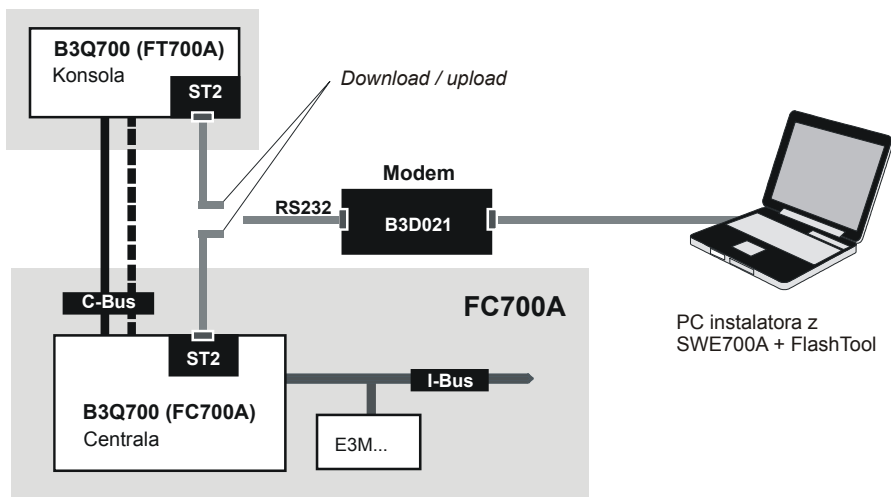 B3Q700 (FT700A)
Konsola
ST2
Download / upload
Modem
RS232
B3D021
C-Bus
FC700A
PC instalatora z
SWE700A + FlashTool
ST2
I-Bus
B3Q700 (FC700A)
Centrala
E3M...